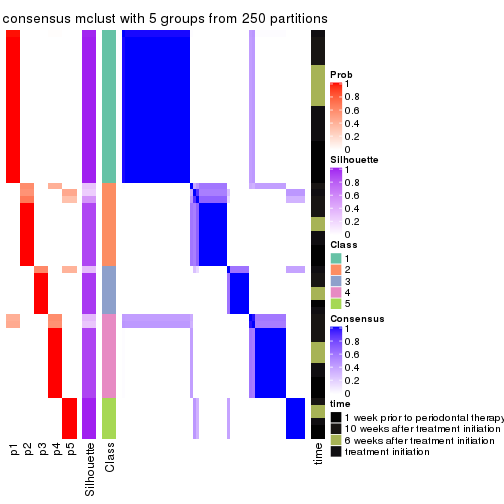 consensus mclust with 5 groups from 250 partitions
Prob
1
0.8
0.6
0.4
0.2
0
Silhouette
1
0.8
0.6
0.4
0.2
0
Class
1
2
3
4
5
Consensus
1
0.8
0.6
0.4
0.2
0
time
1 week prior to periodontal therapy
10 weeks after treatment initiation
6 weeks after treatment initiation
treatment initiation
p1
p2
p3
p4
p5
Silhouette
Class
time